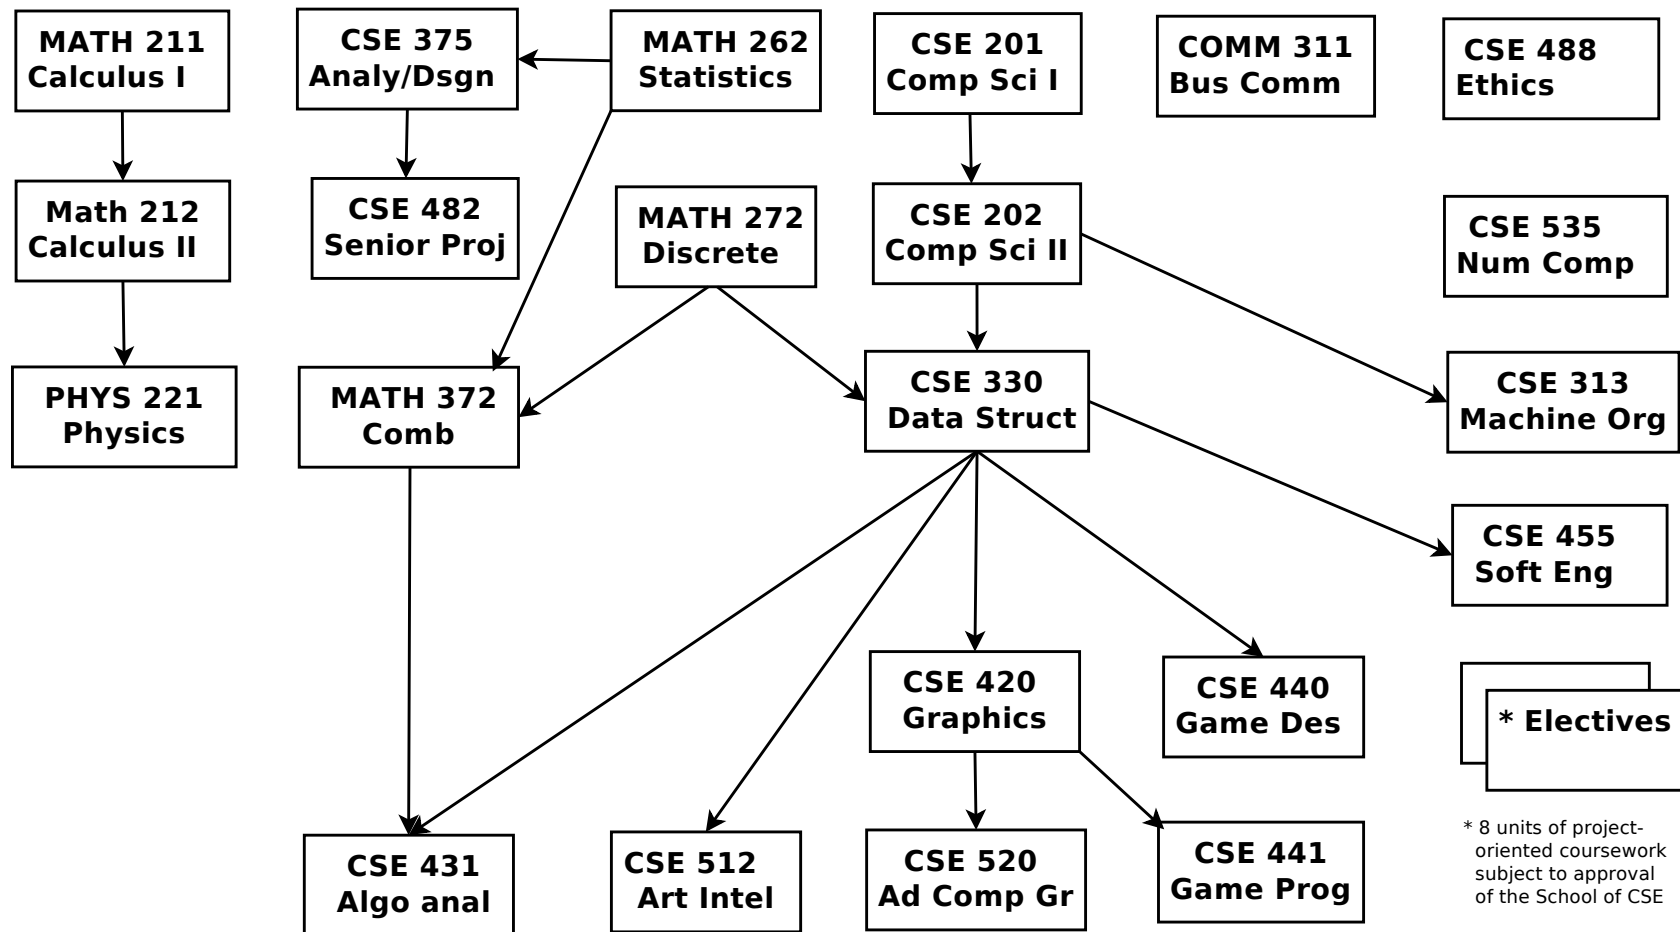 MATH 211
Calculus I
CSE 375
Analy/Dsgn
MATH 262
Statistics
CSE 201
Comp Sci I
COMM 311
Bus Comm
CSE 488
Ethics
Math 212
Calculus II
CSE 482
Senior Proj
MATH 272
Discrete
CSE 202
Comp Sci II
CSE 535
Num Comp
PHYS 221
Physics
MATH 372
Comb
CSE 330
Data Struct
CSE 313
Machine Org
CSE 455
Soft Eng
CSE 420
Graphics
CSE 440
Game Des
* Electives
CSE 431
Algo anal
CSE 512
Art Intel
CSE 520
Ad Comp Gr
CSE 441
Game Prog
* 8 units of project-
oriented coursework
subject to approval
of the School of CSE